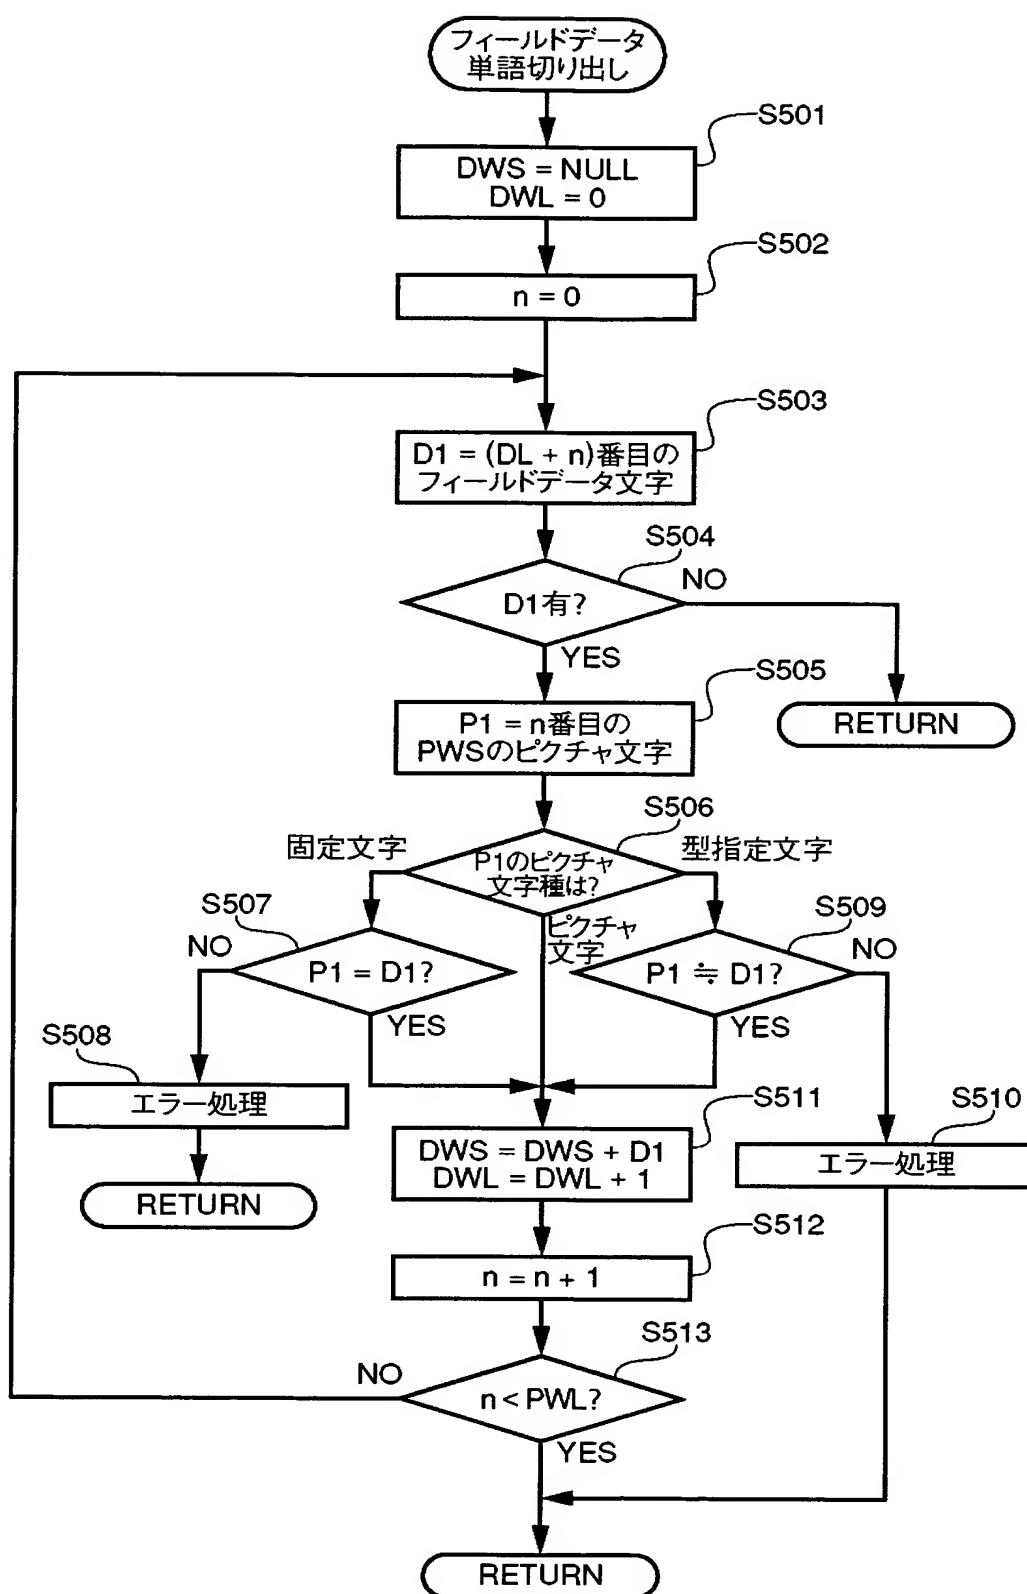 フィールドデータ
単語切り出し
S501
DWS = NULL
DWL = 0
S502
n = 0
S503
D1 = (DL + n)番目の
フィールドデータ文字
S504
NO
D1有?
YES
S505
P1 = n番目の
PWSのピクチャ文字
RETURN
S506
固定文字
型指定文字
P1のピクチャ
文字種は?
S507
S509
ピクチャ
文字
NO
P1 = D1?
P1 ≒ D1?
NO
YES
YES
S508
エラー処理
S511
S510
DWS = DWS + D1
DWL = DWL + 1
エラー処理
RETURN
S512
n = n + 1
S513
NO
n < PWL?
YES
RETURN